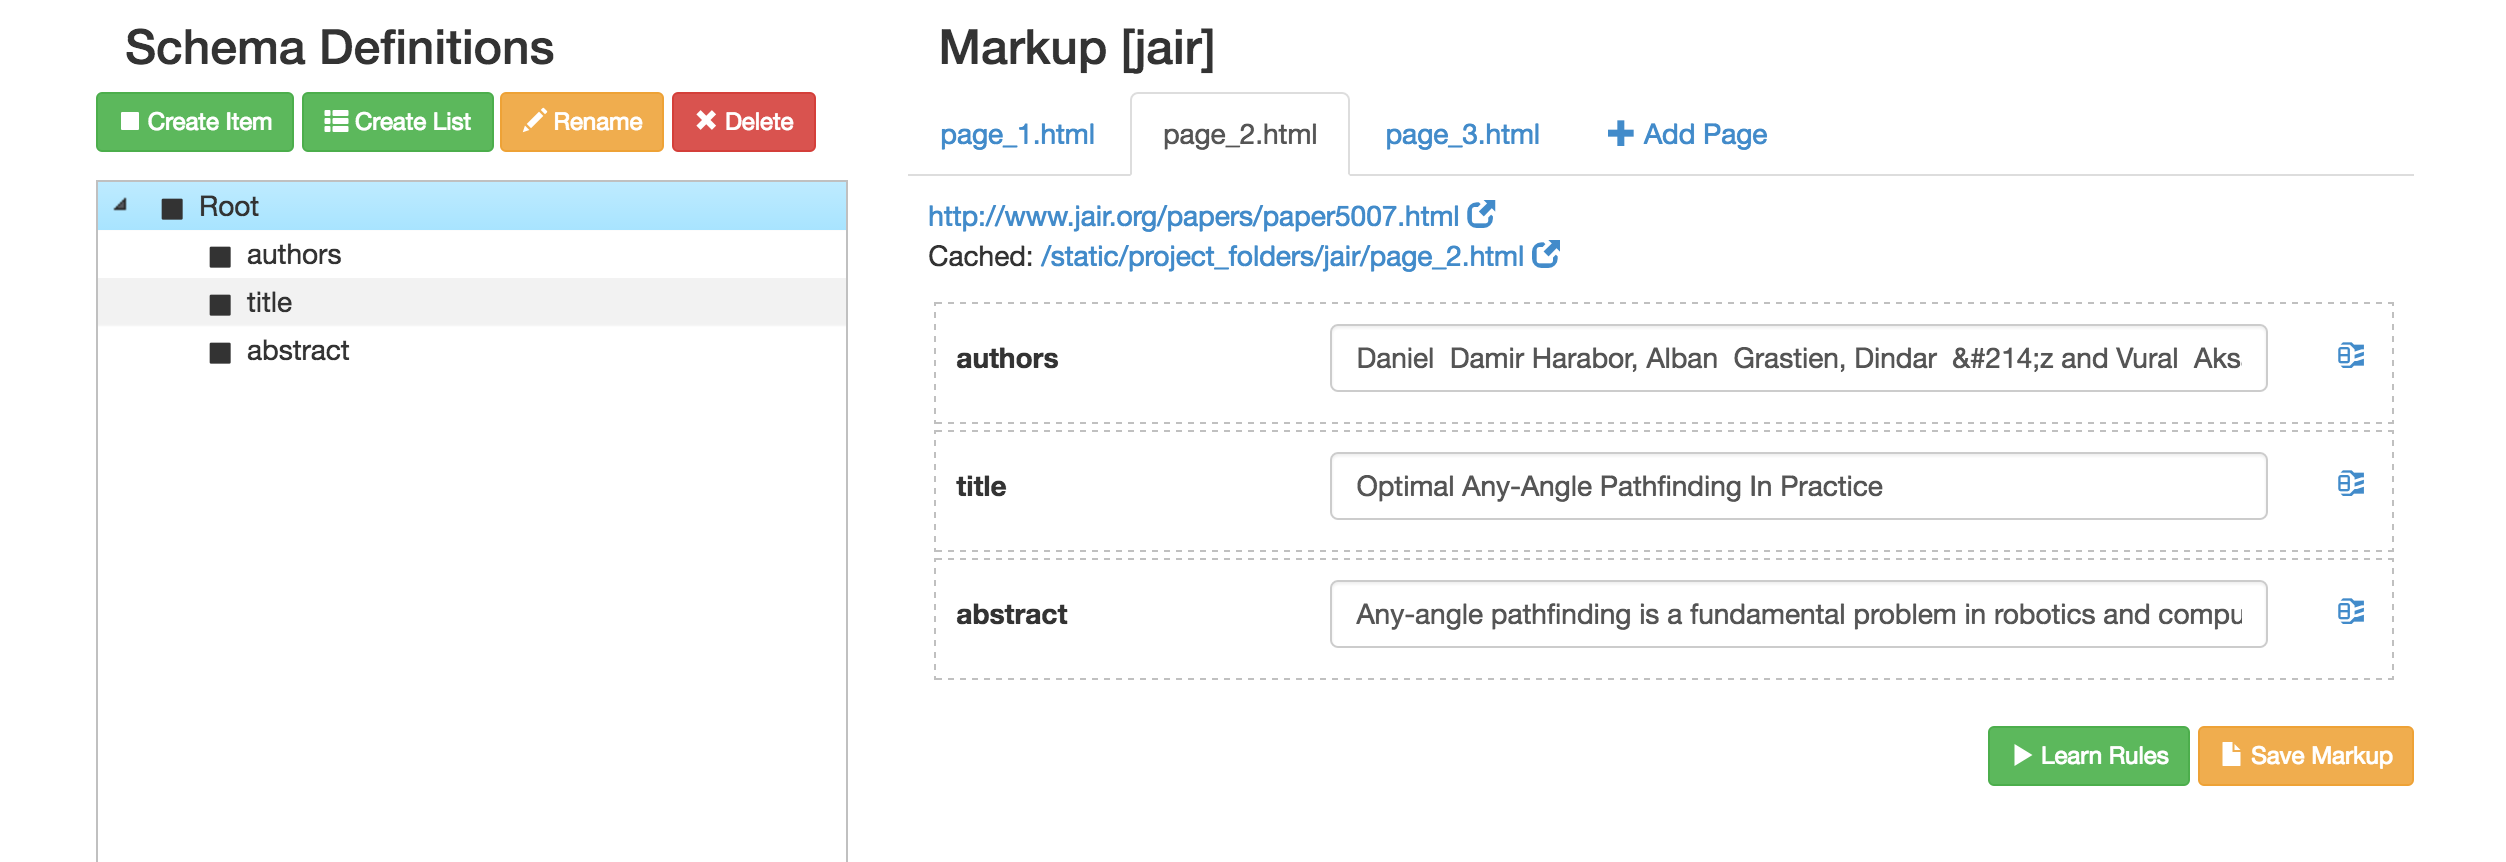 Schema Definitions
Create Item Create List Rename Delete
Root
authors
title
abstract
Markup [jair]
page_1.html page_2.html page_3.html Add Page
http://www.jair.org/papers/paper5007.html
Cached: /static/project_folders/jair/page_2.html
authors Daniel  Damir Harabor, Alban  Grastien, Dindar  &#214;z and Vural  Aks
title Optimal Any-Angle Pathfinding In Practice
abstract Any-angle pathfinding is a fundamental problem in robotics and compu
Learn Rules Save Markup